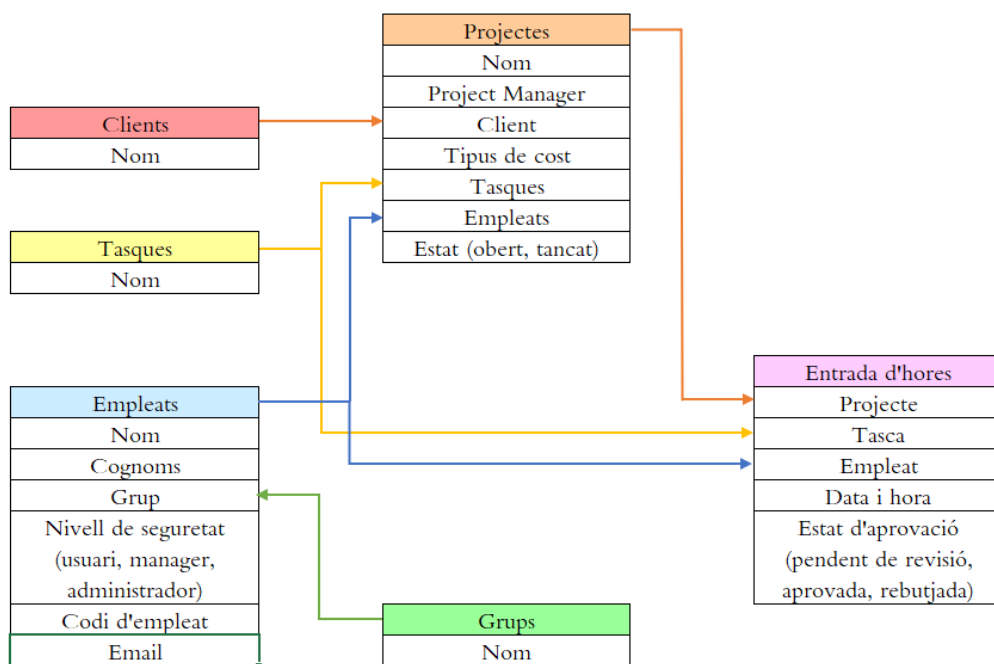 Projectes
Nom
Project Manager
Client
Tipus de cost
Tasques
Empleats
Estat (obert, tancat)
Clients
Nom
Tasques
Nom
Empleats
Nom
Cognoms
Grup
Nivell de seguretat
(usuari, manager,
administrador)
Codi d'empleat
Email
Grups
Nom
Entrada d'hores
Projecte
Tasca
Empleat
Data i hora
Estat d'aprovació
(pendent de revisió,
aprovada, rebutjada)